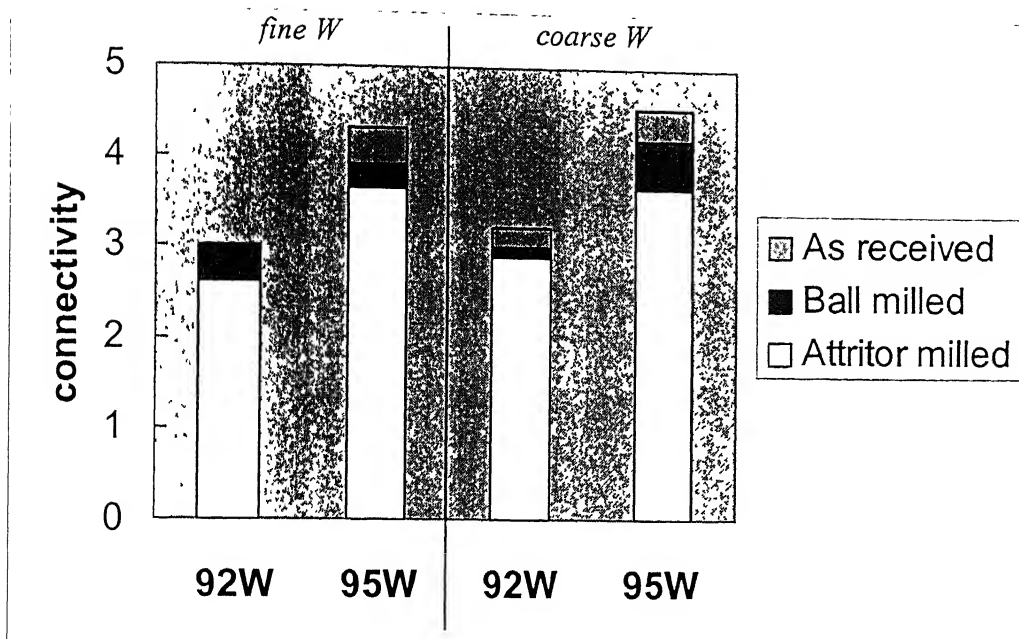 fine W
coarse W
5
4
3
2
1
0
connectivity
92W
95W
92W
95W
As received
Ball milled
Attritor milled